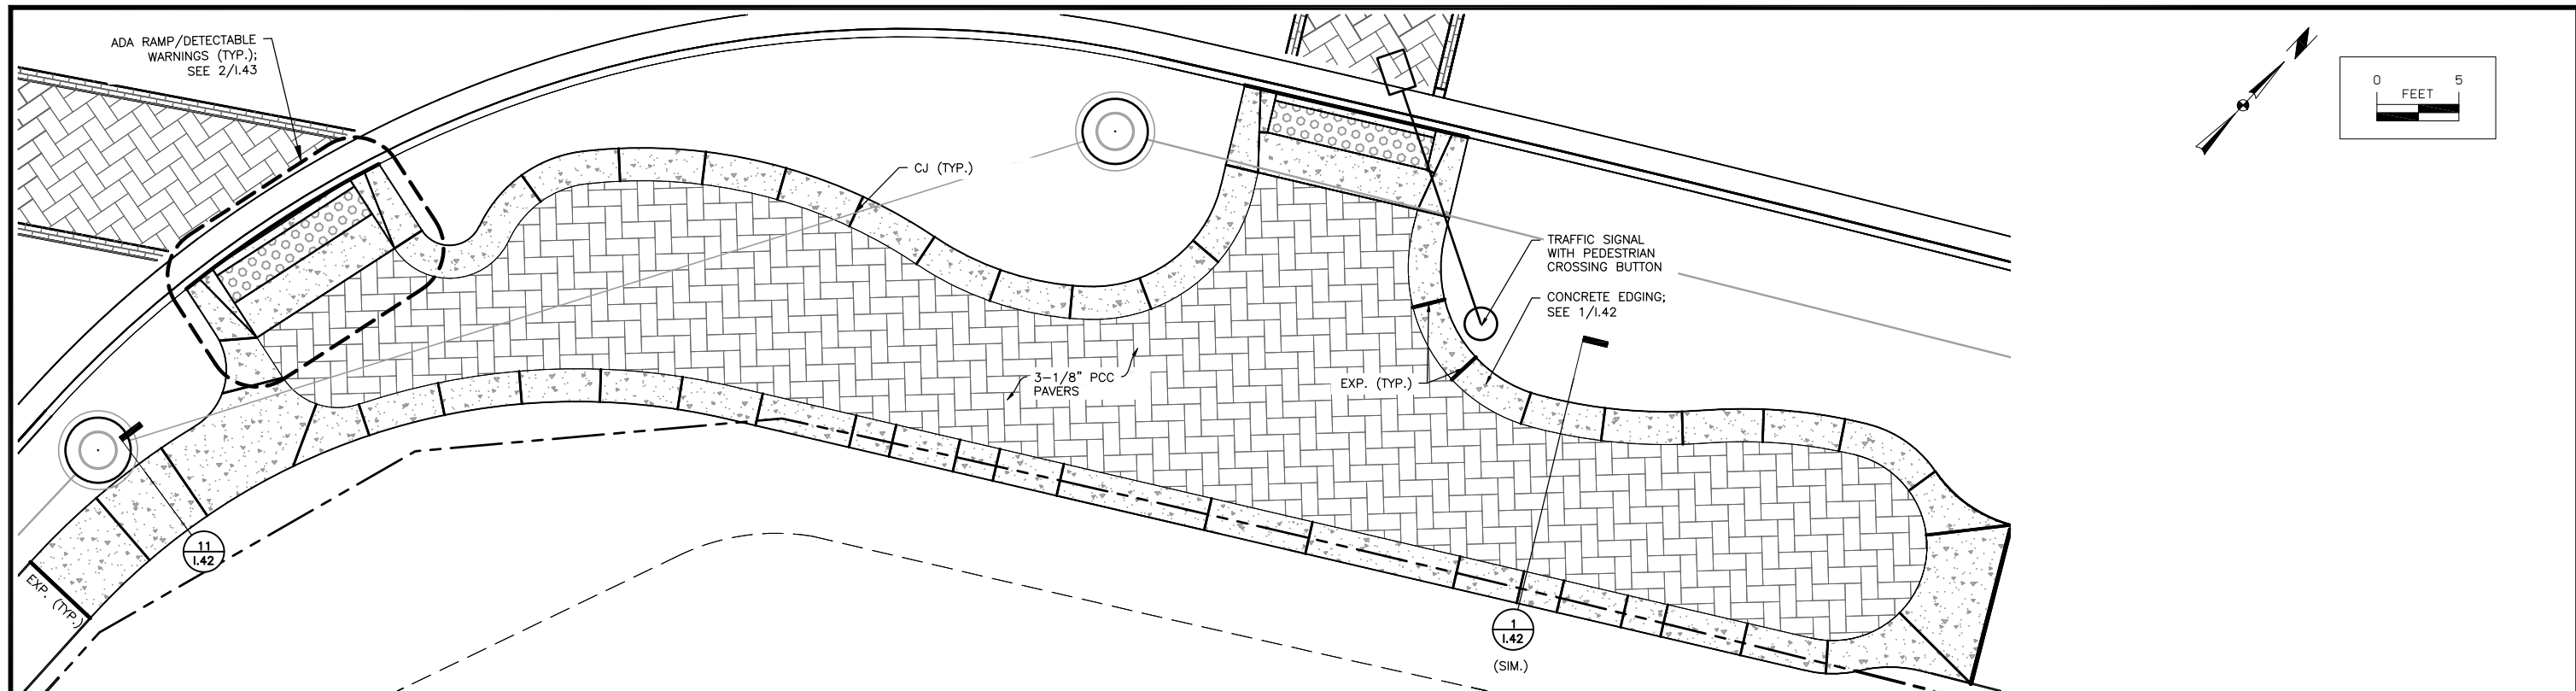 ADA RAMP/DETECTABLE
WARNINGS (TYP.);
SEE 2/I.43
CJ (TYP.)
0 5
FEET
TRAFFIC SIGNAL
WITH PEDESTRIAN
CROSSING BUTTON
CONCRETE EDGING;
SEE 1/I.42
3-1/8" PCC
PAVERS
EXP. (TYP.)
11
I.42
EXP. (TYP.)
1
I.42
(SIM.)